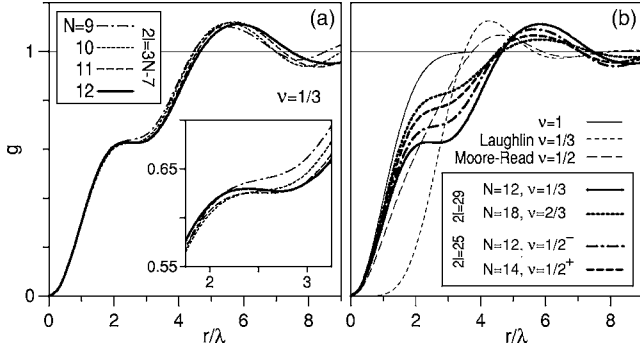 (a)
N=9
10
11
12
2l=3N-7
ν=1/3
1
g
0
0.65
0.55
2
3
0
2
4
6
8
r/λ
(b)
ν=1
Laughlin ν=1/3
Moore-Read ν=1/2
2l=29
N=12, ν=1/3
N=18, ν=2/3
2l=25
N=12, ν=1/2⁻
N=14, ν=1/2⁺
0
2
4
6
8
r/λ